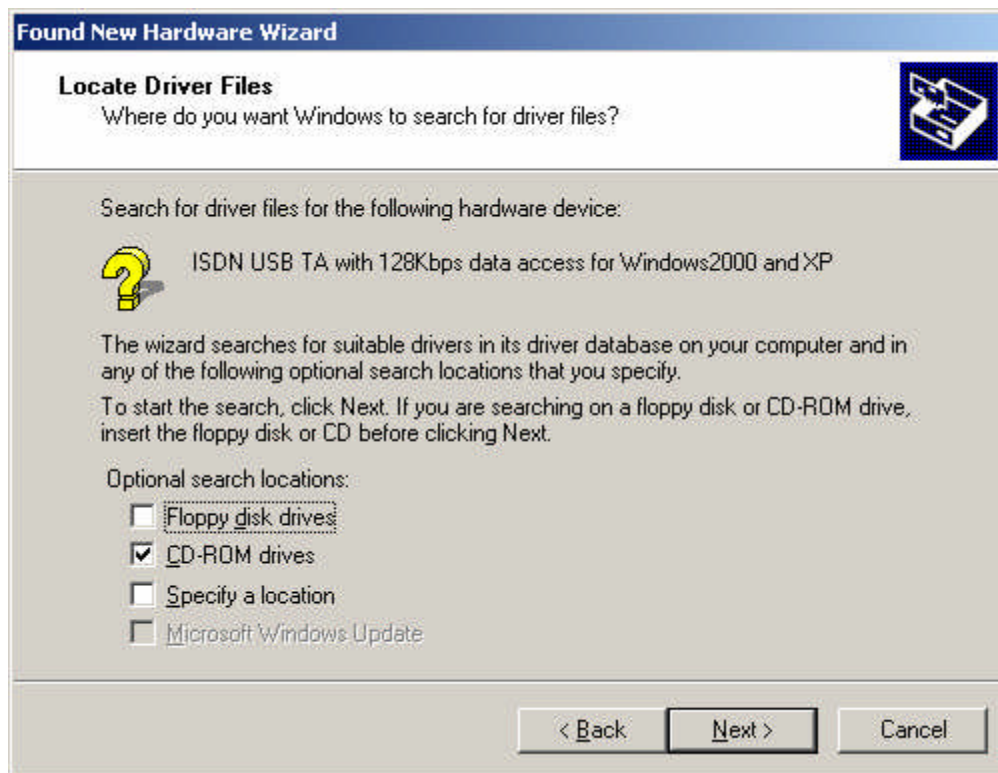 Found New Hardware Wizard
Locate Driver Files
Where do you want Windows to search for driver files?
Search for driver files for the following hardware device:
ISDN USB TA with 128Kbps data access for Windows2000 and XP
The wizard searches for suitable drivers in its driver database on your computer and in
any of the following optional search locations that you specify.
To start the search, click Next. If you are searching on a floppy disk or CD-ROM drive,
insert the floppy disk or CD before clicking Next.
Optional search locations:
Floppy disk drives
CD-ROM drives
Specify a location
Microsoft Windows Update
< Back Next > Cancel